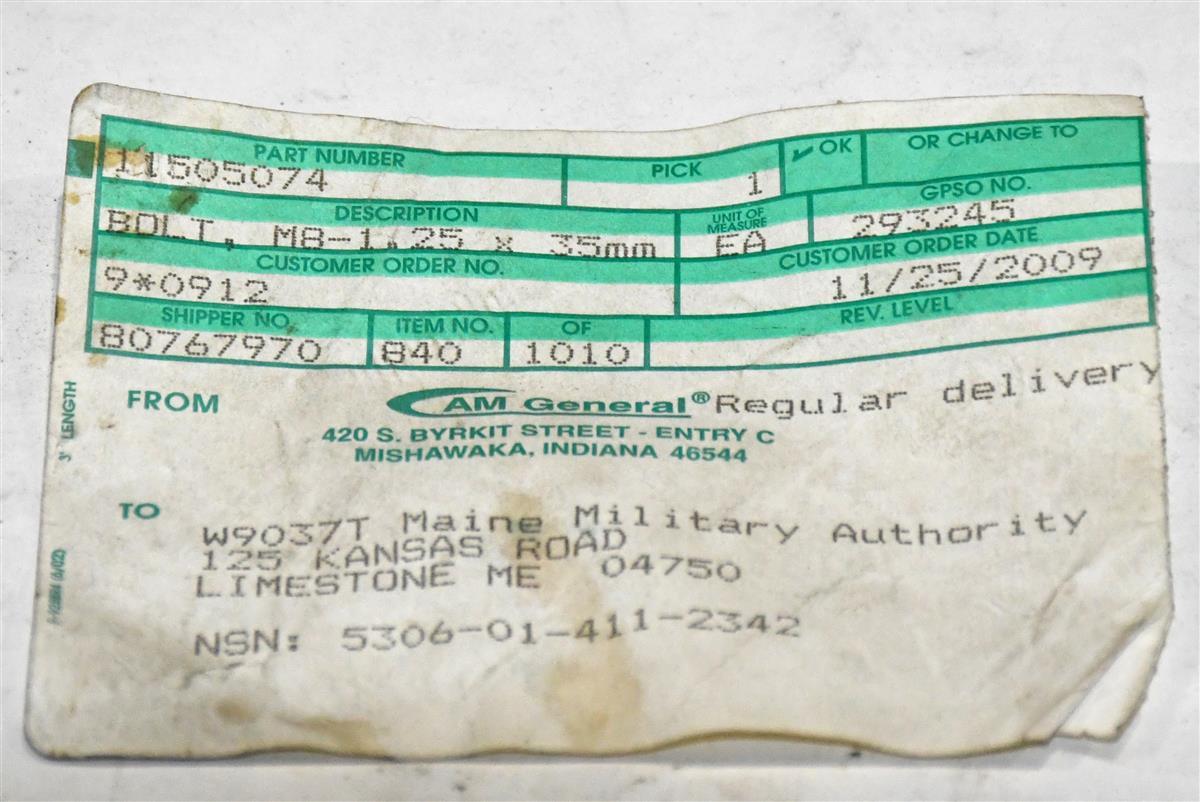 PART NUMBER PICK OK OR CHANGE TO
11505074 1
DESCRIPTION UNIT OF MEASURE GPSO NO.
BOLT, M8-1.25 x 35mm EA 293245
CUSTOMER ORDER NO. CUSTOMER ORDER DATE
9*0912 11/25/2009
SHIPPER NO. ITEM NO. OF REV. LEVEL
80767970 840 1010
FROM AM General® Regular delivery
420 S. BYRKIT STREET - ENTRY C
MISHAWAKA, INDIANA 46544
3" LENGTH
TO
W9037T Maine Military Authority
125 KANSAS ROAD
LIMESTONE ME 04750
NSN: 5306-01-411-2342